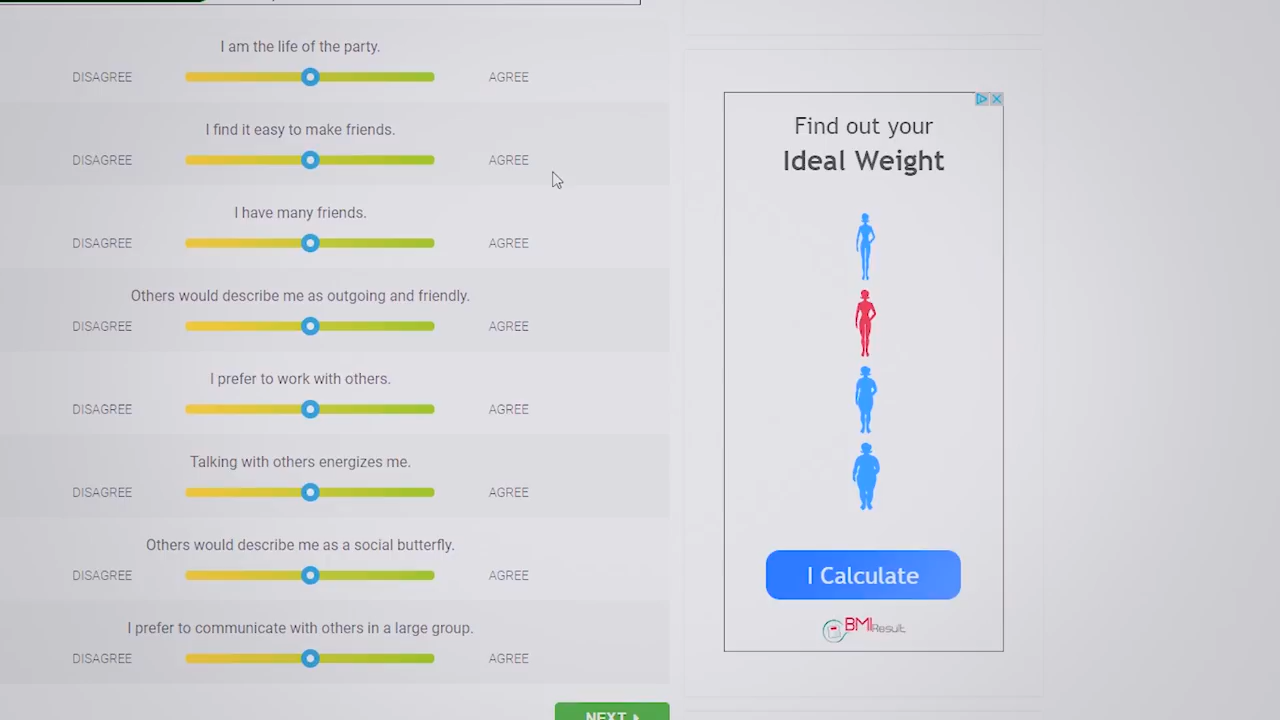 I am the life of the party.
DISAGREE AGREE
I find it easy to make friends.
DISAGREE AGREE
I have many friends.
DISAGREE AGREE
Others would describe me as outgoing and friendly.
DISAGREE AGREE
I prefer to work with others.
DISAGREE AGREE
Talking with others energizes me.
DISAGREE AGREE
Others would describe me as a social butterfly.
DISAGREE AGREE
I prefer to communicate with others in a large group.
DISAGREE AGREE
NEXT
Find out your
Ideal Weight
I Calculate
BMIResult